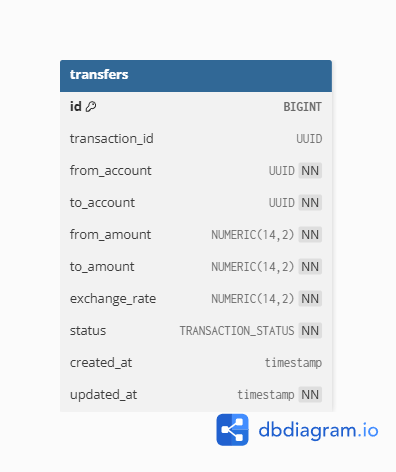 transfers
id BIGINT
transaction_id UUID
from_account UUID NN
to_account UUID NN
from_amount NUMERIC(14,2) NN
to_amount NUMERIC(14,2) NN
exchange_rate NUMERIC(14,2) NN
status TRANSACTION_STATUS NN
created_at timestamp
updated_at timestamp NN
dbdiagram.io